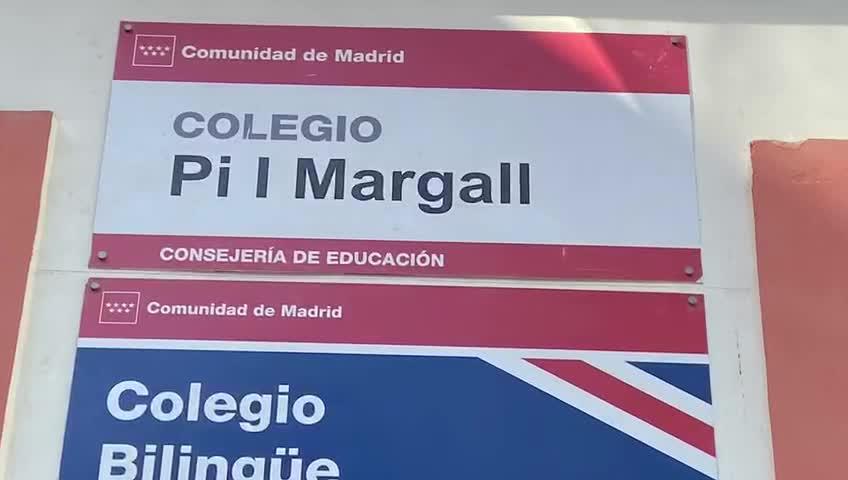 Comunidad de Madrid
COLEGIO
Pi I Margall
CONSEJERÍA DE EDUCACIÓN
Comunidad de Madrid
Colegio
Bilingüe